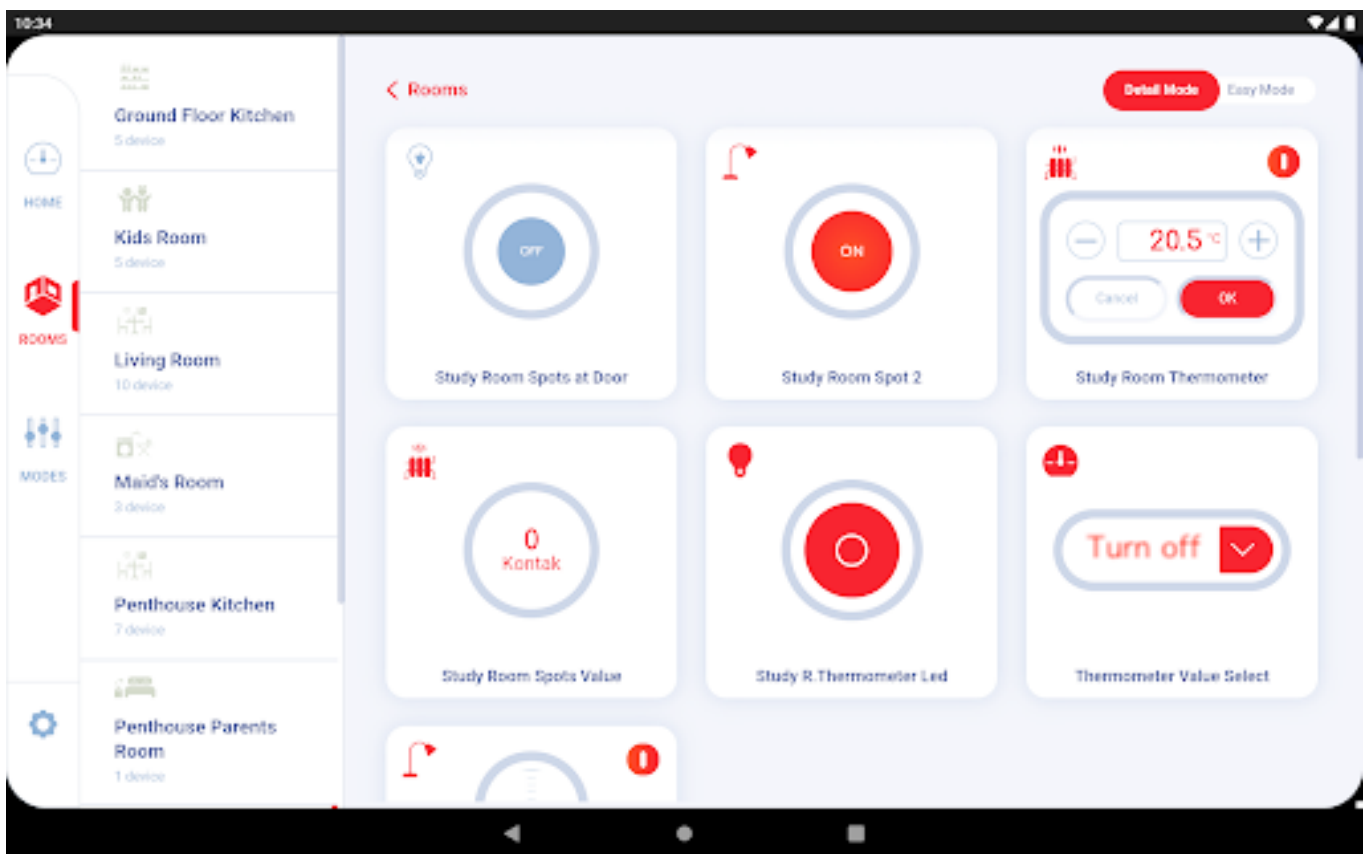 10:34
HOME
ROOMS
MODES
Ground Floor Kitchen
5 device
Kids Room
5 device
Living Room
10 device
Maid's Room
3 device
Penthouse Kitchen
7 device
Penthouse Parents
Room
1 device
Rooms
Detail Mode
Easy Mode
OFF
Study Room Spots at Door
ON
Study Room Spot 2
20.5 °C
Cancel
OK
Study Room Thermometer
0
Kontak
Study Room Spots Value
Study R.Thermometer Led
Turn off
Thermometer Value Select